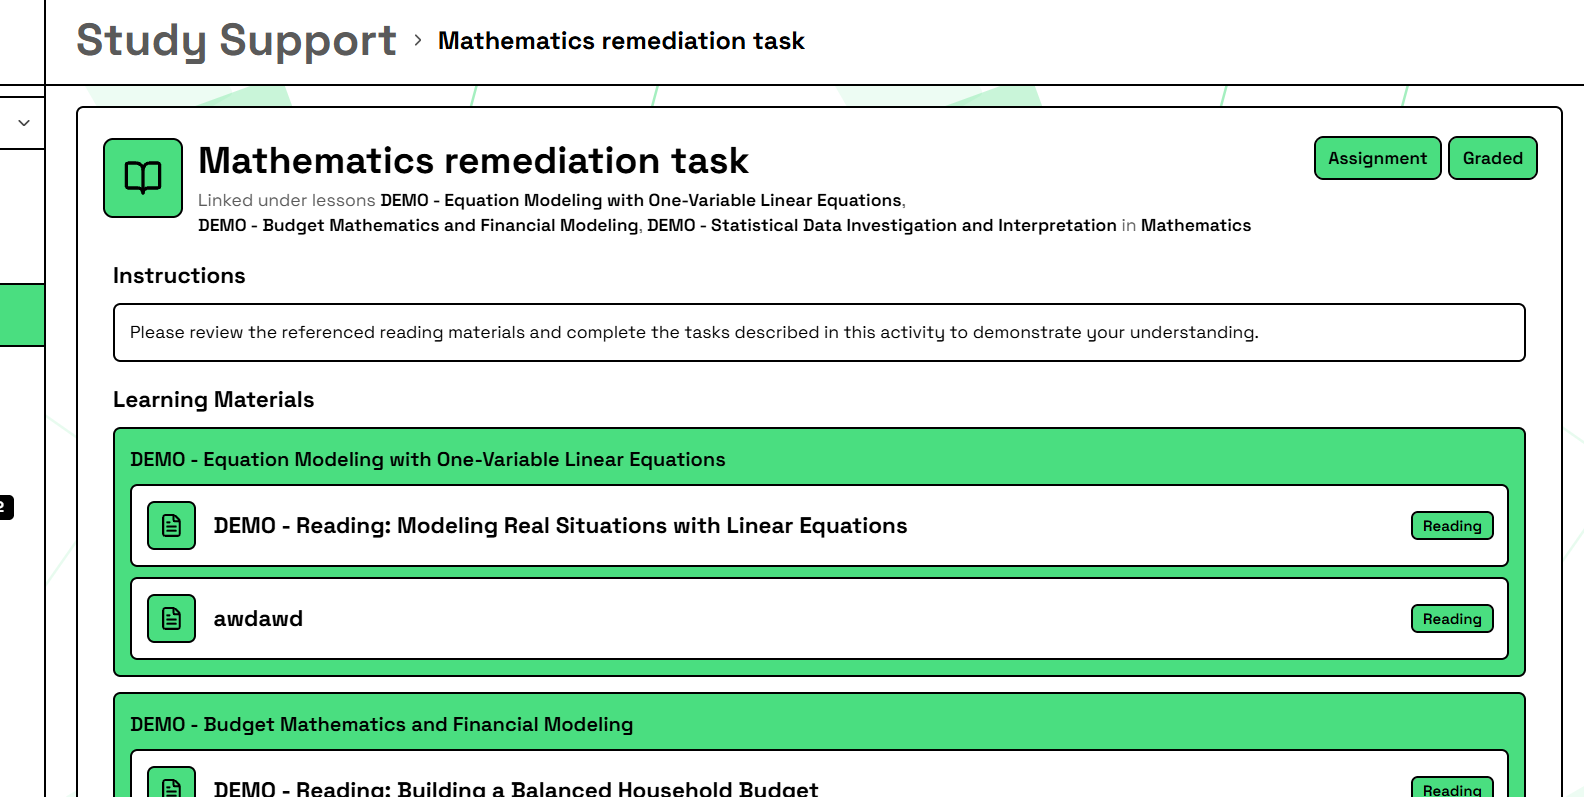 Study Support > Mathematics remediation task
Mathematics remediation task
Assignment
Graded
Linked under lessons DEMO - Equation Modeling with One-Variable Linear Equations,
DEMO - Budget Mathematics and Financial Modeling, DEMO - Statistical Data Investigation and Interpretation in Mathematics
Instructions
Please review the referenced reading materials and complete the tasks described in this activity to demonstrate your understanding.
Learning Materials
DEMO - Equation Modeling with One-Variable Linear Equations
DEMO - Reading: Modeling Real Situations with Linear Equations
Reading
2
awdawd
Reading
DEMO - Budget Mathematics and Financial Modeling
DEMO - Reading: Building a Balanced Household Budget
Reading